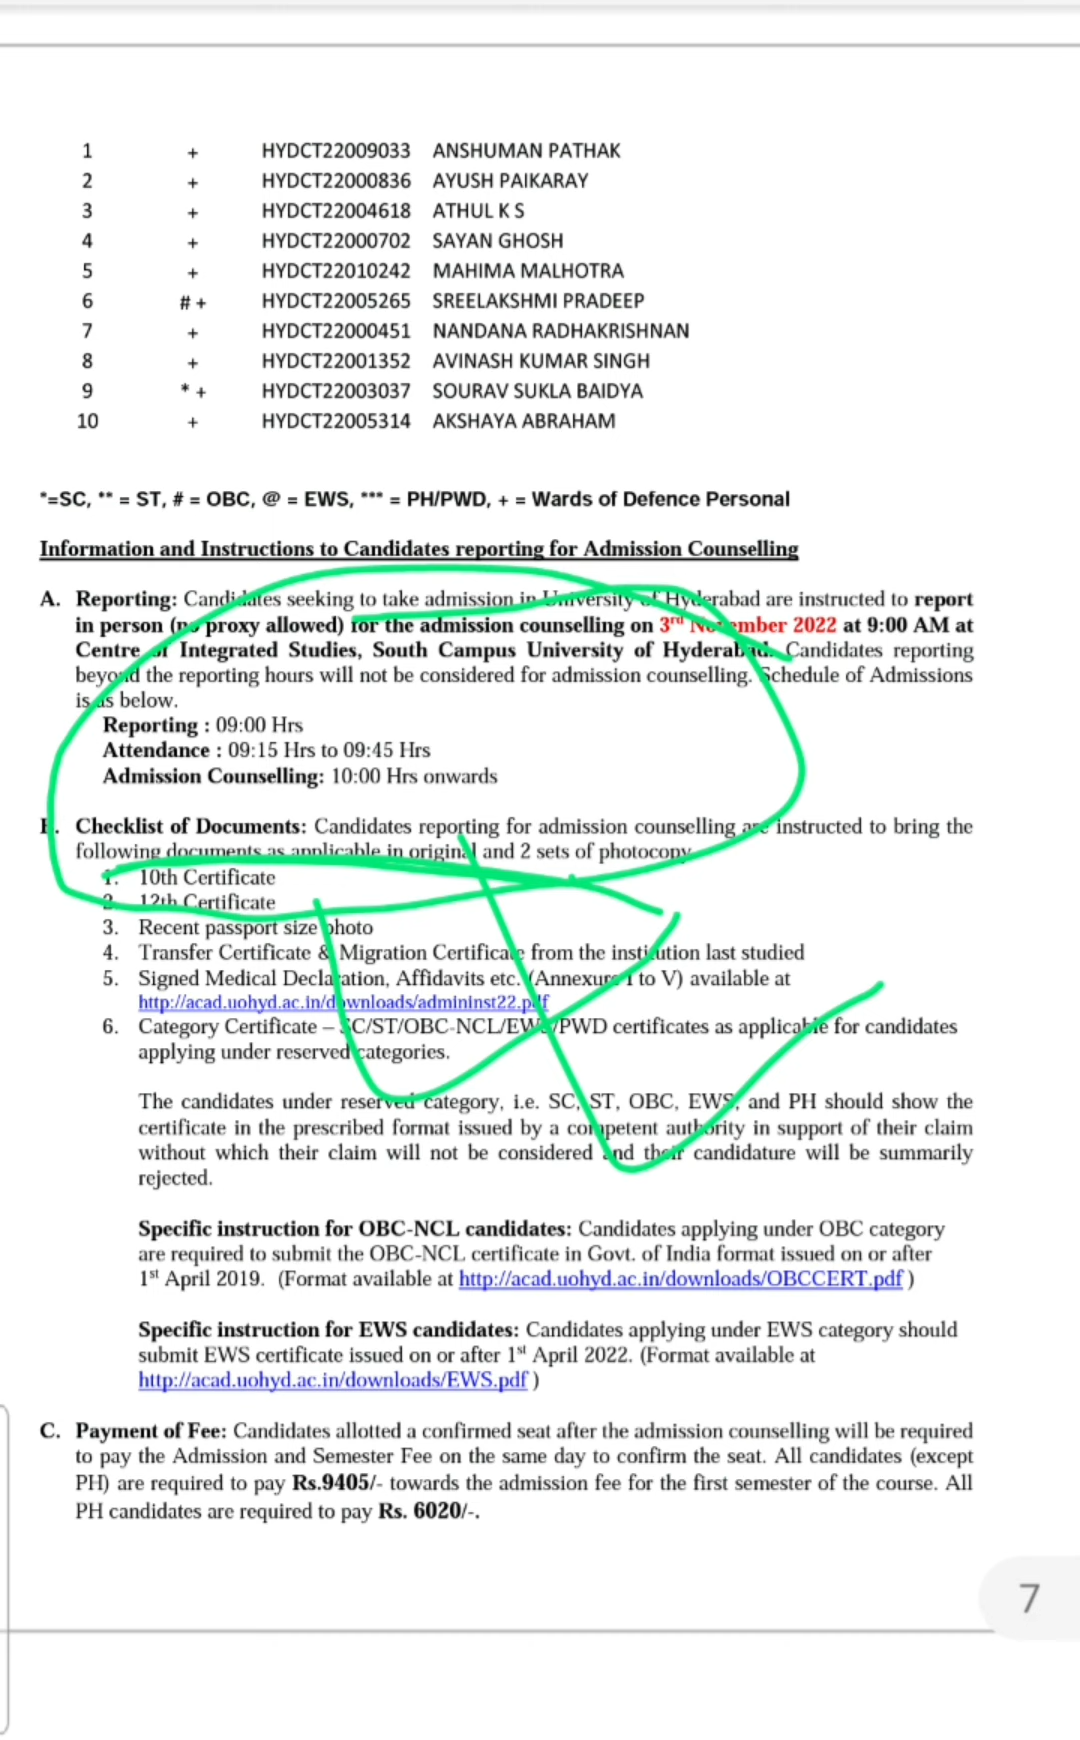 1 + HYDCT22009033 ANSHUMAN PATHAK
2 + HYDCT22000836 AYUSH PAIKARAY
3 + HYDCT22004618 ATHUL K S
4 + HYDCT22000702 SAYAN GHOSH
5 + HYDCT22010242 MAHIMA MALHOTRA
6 # + HYDCT22005265 SREELAKSHMI PRADEEP
7 + HYDCT22000451 NANDANA RADHAKRISHNAN
8 + HYDCT22001352 AVINASH KUMAR SINGH
9 * + HYDCT22003037 SOURAV SUKLA BAIDYA
10 + HYDCT22005314 AKSHAYA ABRAHAM
*=SC, ** = ST, # = OBC, @ = EWS, *** = PH/PWD, + = Wards of Defence Personal
Information and Instructions to Candidates reporting for Admission Counselling
A. Reporting: Candidates seeking to take admission in University of Hyderabad are instructed to report
in person (no proxy allowed) for the admission counselling on 3rd November 2022 at 9:00 AM at
Centre of Integrated Studies, South Campus University of Hyderabad. Candidates reporting
beyond the reporting hours will not be considered for admission counselling. Schedule of Admissions
is as below.
Reporting : 09:00 Hrs
Attendance : 09:15 Hrs to 09:45 Hrs
Admission Counselling: 10:00 Hrs onwards
B. Checklist of Documents: Candidates reporting for admission counselling are instructed to bring the
following documents as applicable in original and 2 sets of photocopy
1. 10th Certificate
2. 12th Certificate
3. Recent passport size photo
4. Transfer Certificate & Migration Certificate from the institution last studied
5. Signed Medical Declaration, Affidavits etc. (Annexure I to V) available at
http://acad.uohyd.ac.in/downloads/admininst22.pdf
6. Category Certificate – SC/ST/OBC-NCL/EWS/PWD certificates as applicable for candidates
applying under reserved categories.
The candidates under reserved category, i.e. SC, ST, OBC, EWS, and PH should show the
certificate in the prescribed format issued by a competent authority in support of their claim
without which their claim will not be considered and their candidature will be summarily
rejected.
Specific instruction for OBC-NCL candidates: Candidates applying under OBC category
are required to submit the OBC-NCL certificate in Govt. of India format issued on or after
1st April 2019. (Format available at http://acad.uohyd.ac.in/downloads/OBCCERT.pdf )
Specific instruction for EWS candidates: Candidates applying under EWS category should
submit EWS certificate issued on or after 1st April 2022. (Format available at
http://acad.uohyd.ac.in/downloads/EWS.pdf )
C. Payment of Fee: Candidates allotted a confirmed seat after the admission counselling will be required
to pay the Admission and Semester Fee on the same day to confirm the seat. All candidates (except
PH) are required to pay Rs.9405/- towards the admission fee for the first semester of the course. All
PH candidates are required to pay Rs. 6020/-.
7